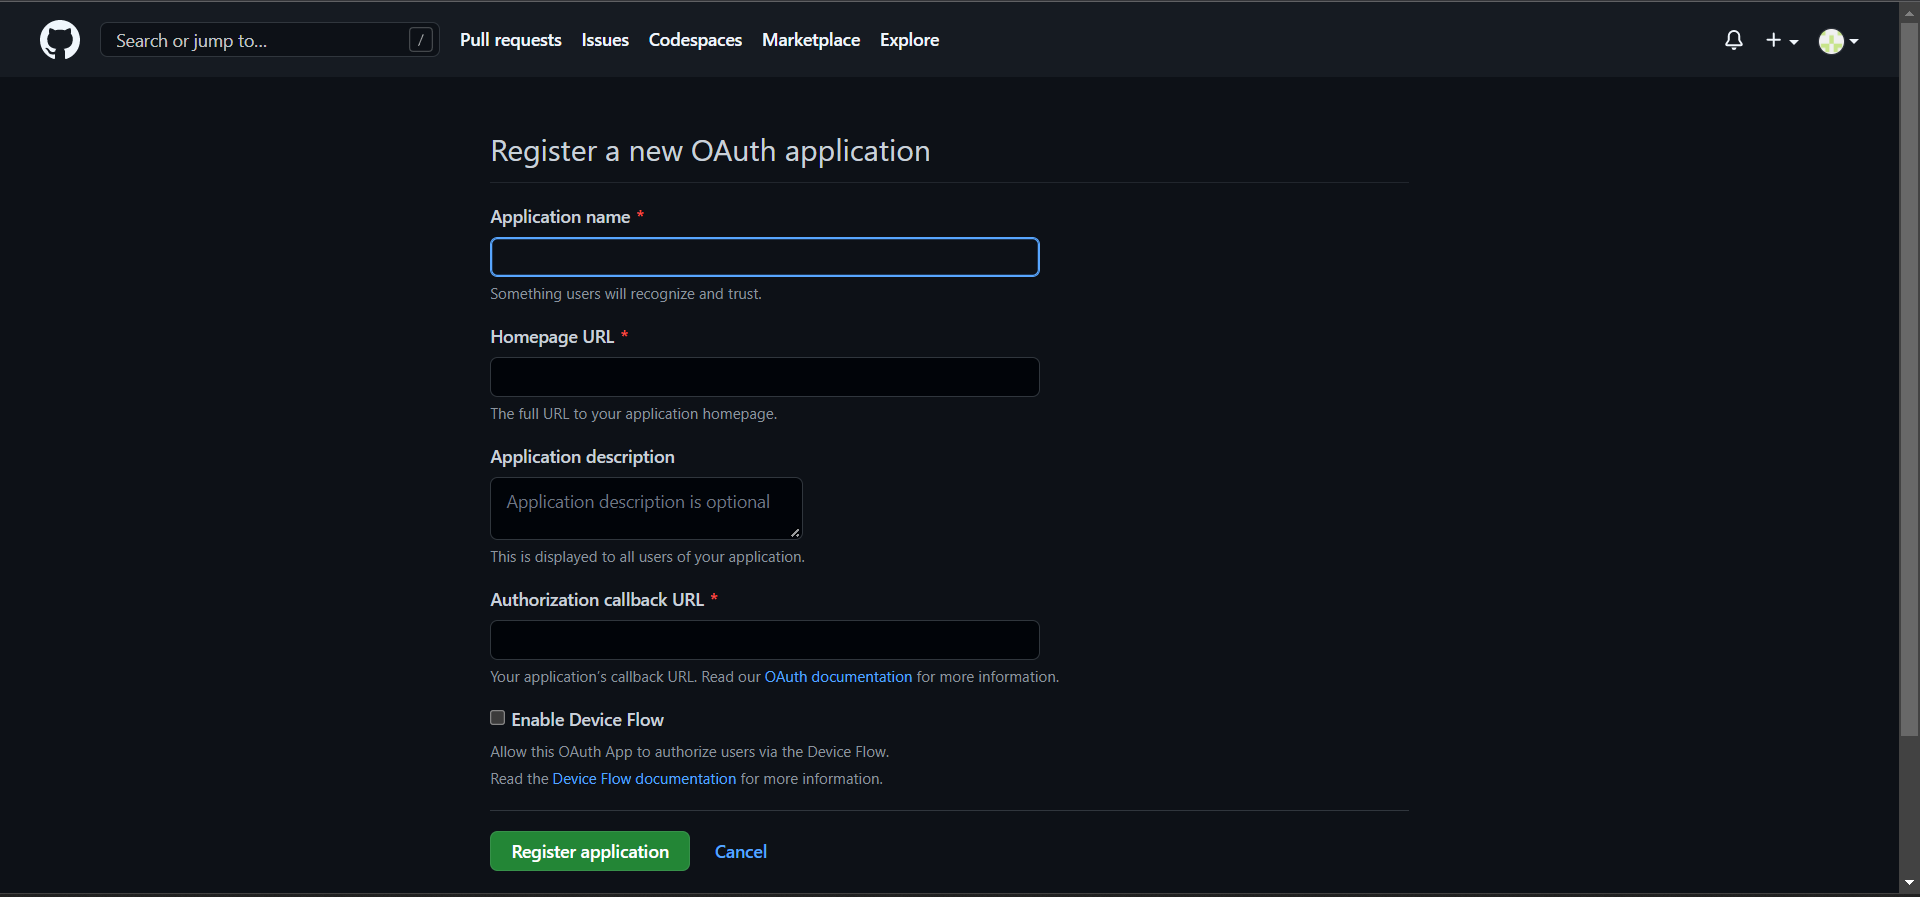 Search or jump to... /
Pull requests Issues Codespaces Marketplace Explore
Register a new OAuth application
Application name *
Something users will recognize and trust.
Homepage URL *
The full URL to your application homepage.
Application description
Application description is optional
This is displayed to all users of your application.
Authorization callback URL *
Your application’s callback URL. Read our OAuth documentation for more information.
Enable Device Flow
Allow this OAuth App to authorize users via the Device Flow.
Read the Device Flow documentation for more information.
Register application Cancel